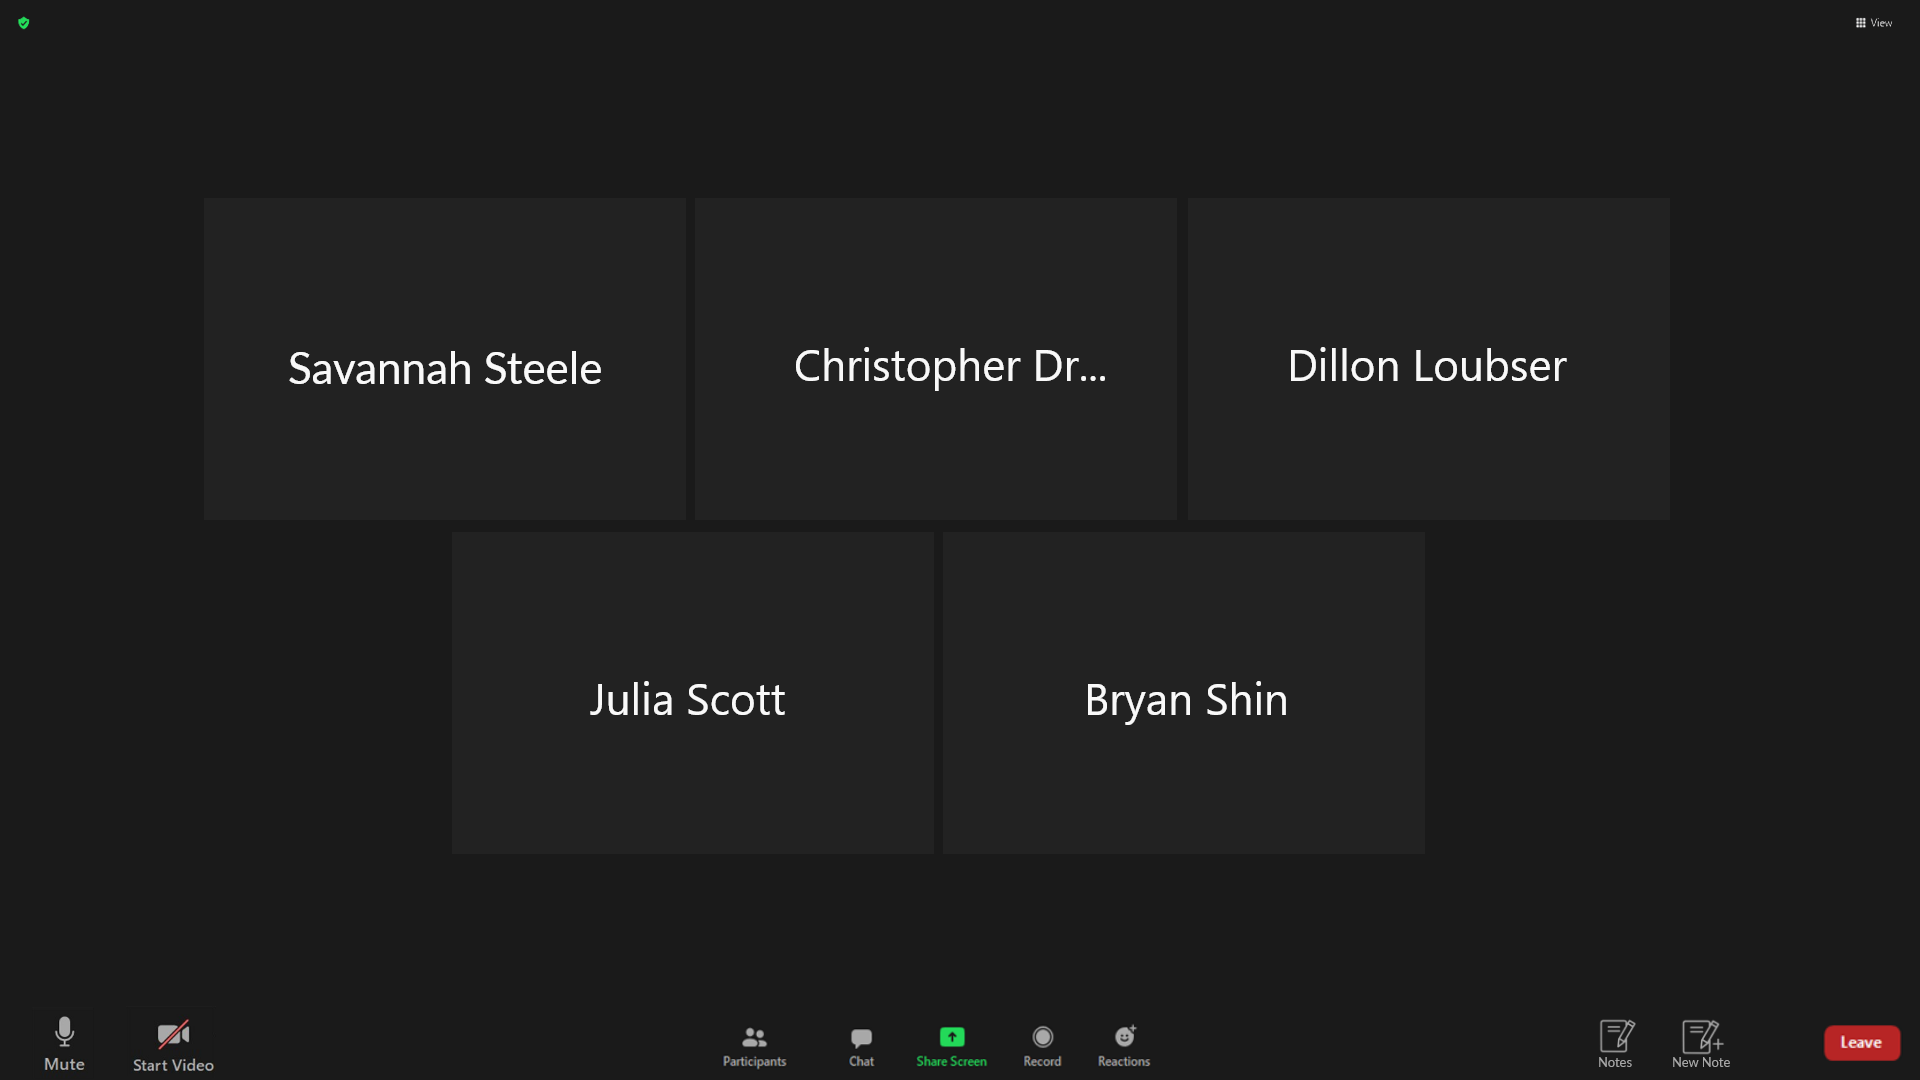 View
Savannah Steele
Christopher Dr...
Dillon Loubser
Julia Scott
Bryan Shin
Mute
Start Video
Participants
Chat
Share Screen
Record
Reactions
Notes
New Note
Leave